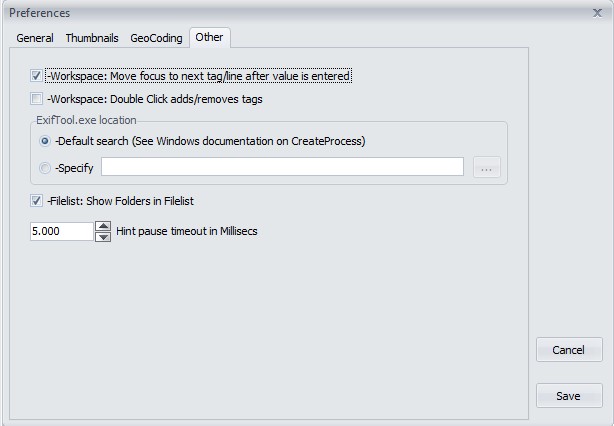 Preferences
General Thumbnails GeoCoding Other
-Workspace: Move focus to next tag/line after value is entered
-Workspace: Double Click adds/removes tags
ExifTool.exe location
-Default search (See Windows documentation on CreateProcess)
-Specify ...
-Filelist: Show Folders in Filelist
5.000 Hint pause timeout in Millisecs
Cancel
Save